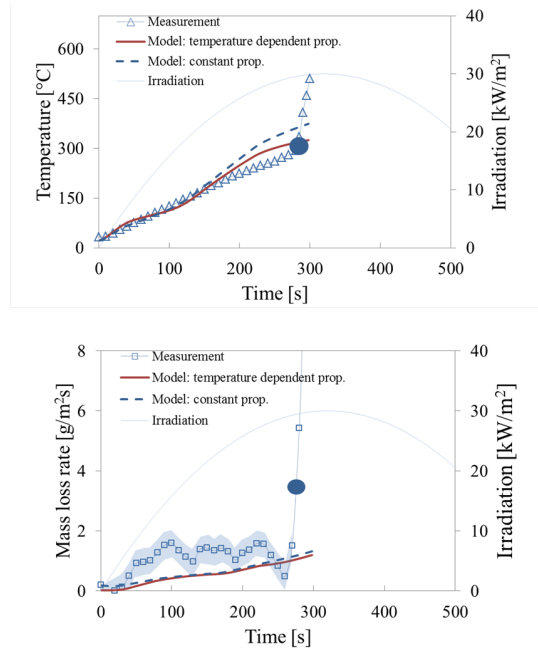 Measurement
Model: temperature dependent prop.
Model: constant prop.
Irradiation
600
450
300
150
0
40
30
20
10
0
0 100 200 300 400 500
Temperature [°C]
Irradiation [kW/m²]
Time [s]
Measurement
Model: temperature dependent prop.
Model: constant prop.
Irradiation
8
6
4
2
0
40
30
20
10
0
0 100 200 300 400 500
Mass loss rate [g/m²s]
Irradiation [kW/m²]
Time [s]